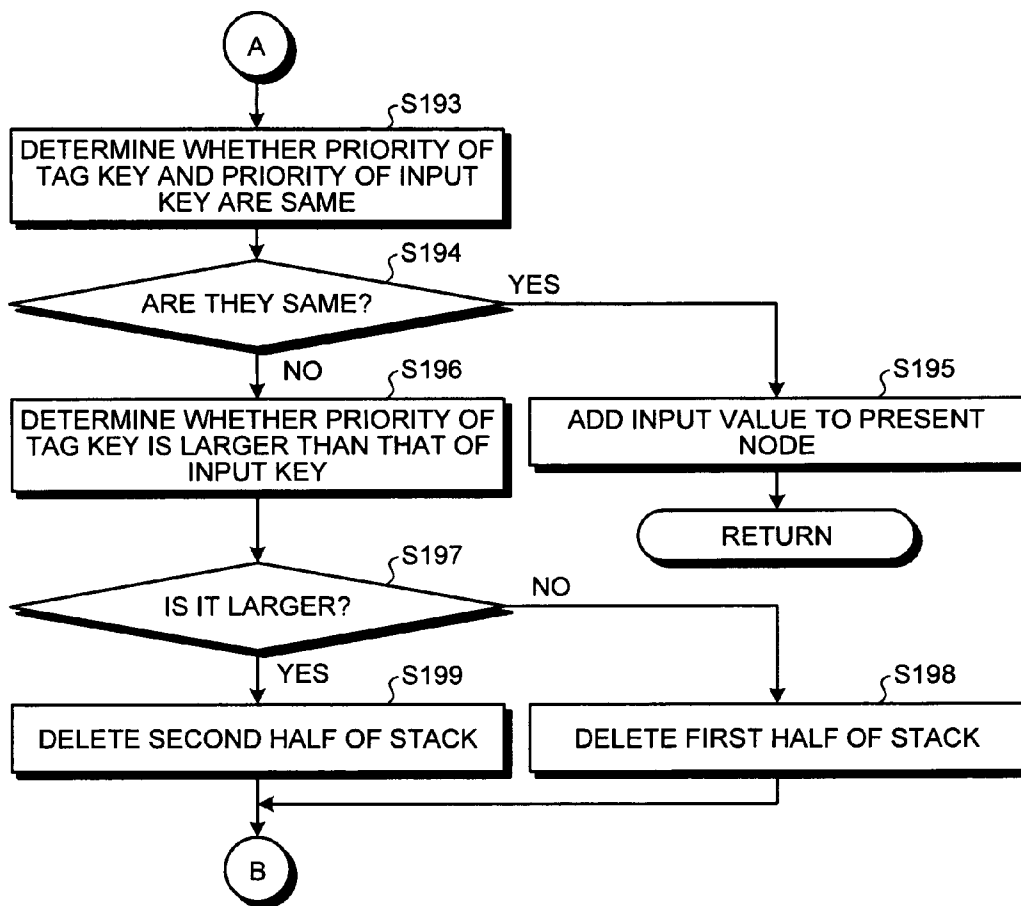 A
S193
DETERMINE WHETHER PRIORITY OF
TAG KEY AND PRIORITY OF INPUT
KEY ARE SAME
S194
ARE THEY SAME?
YES
NO
S195
ADD INPUT VALUE TO PRESENT
NODE
RETURN
S196
DETERMINE WHETHER PRIORITY OF
TAG KEY IS LARGER THAN THAT OF
INPUT KEY
S197
IS IT LARGER?
NO
YES
S199
DELETE SECOND HALF OF STACK
S198
DELETE FIRST HALF OF STACK
B